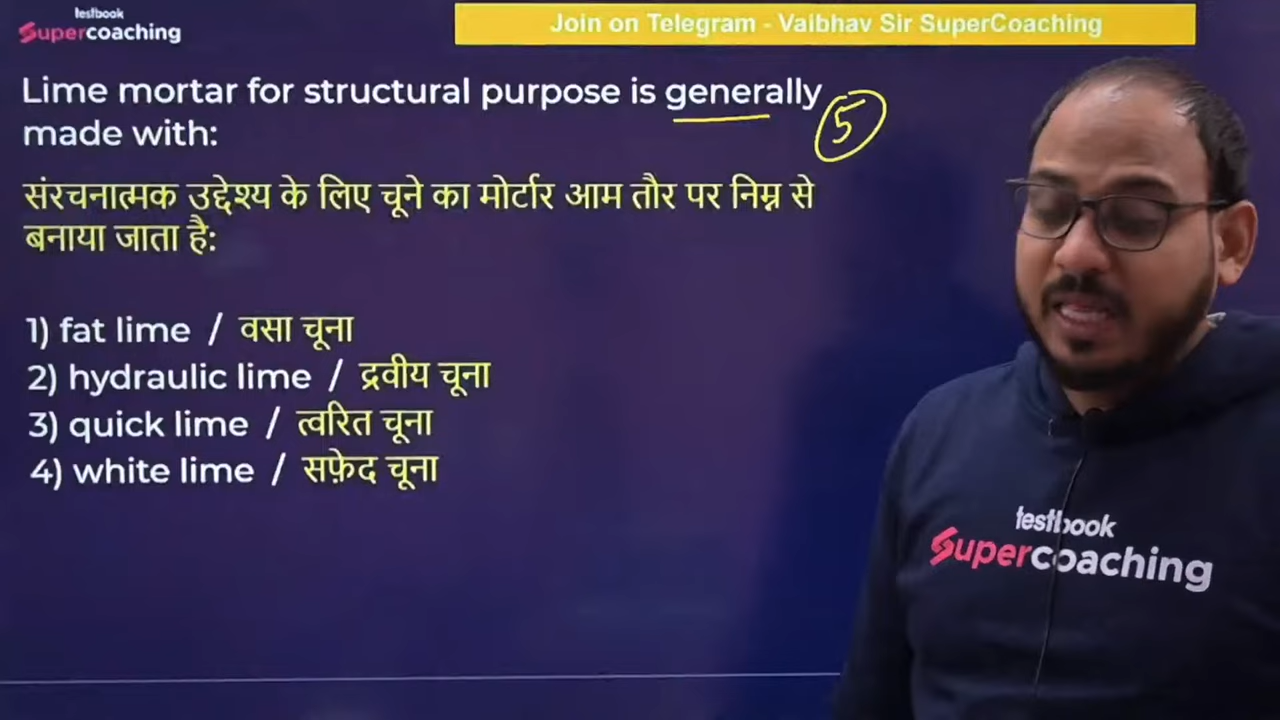 testbook
Supercoaching
Join on Telegram - Vaibhav Sir SuperCoaching
Lime mortar for structural purpose is generally
made with:
5
संरचनात्मक उद्देश्य के लिए चूने का मोर्टार आम तौर पर निम्न से
बनाया जाता है:
1) fat lime / वसा चूना
2) hydraulic lime / द्रवीय चूना
3) quick lime / त्वरित चूना
4) white lime / सफ़ेद चूना
testbook
Supercoaching